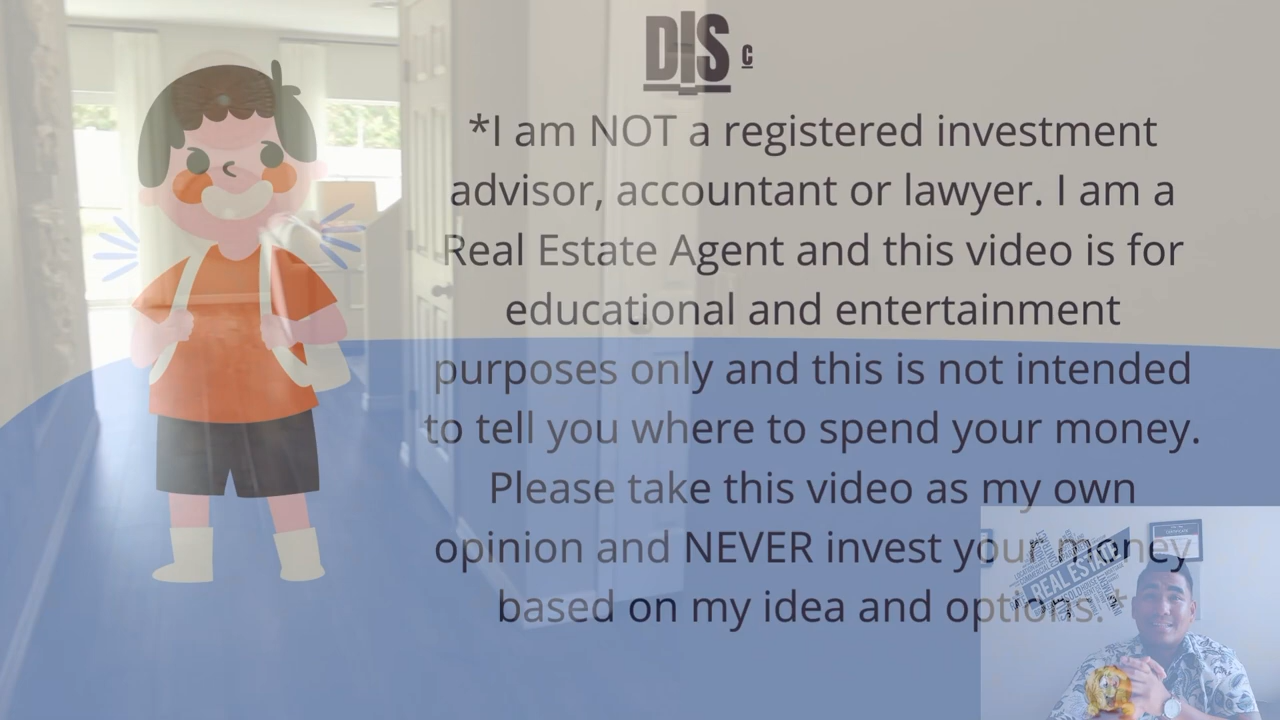 DIS C
*I am NOT a registered investment
advisor, accountant or lawyer. I am a
Real Estate Agent and this video is for
educational and entertainment
purposes only and this is not intended
to tell you where to spend your money.
Please take this video as my own
opinion and NEVER invest your money
based on my idea and options.*
REAL ESTATE